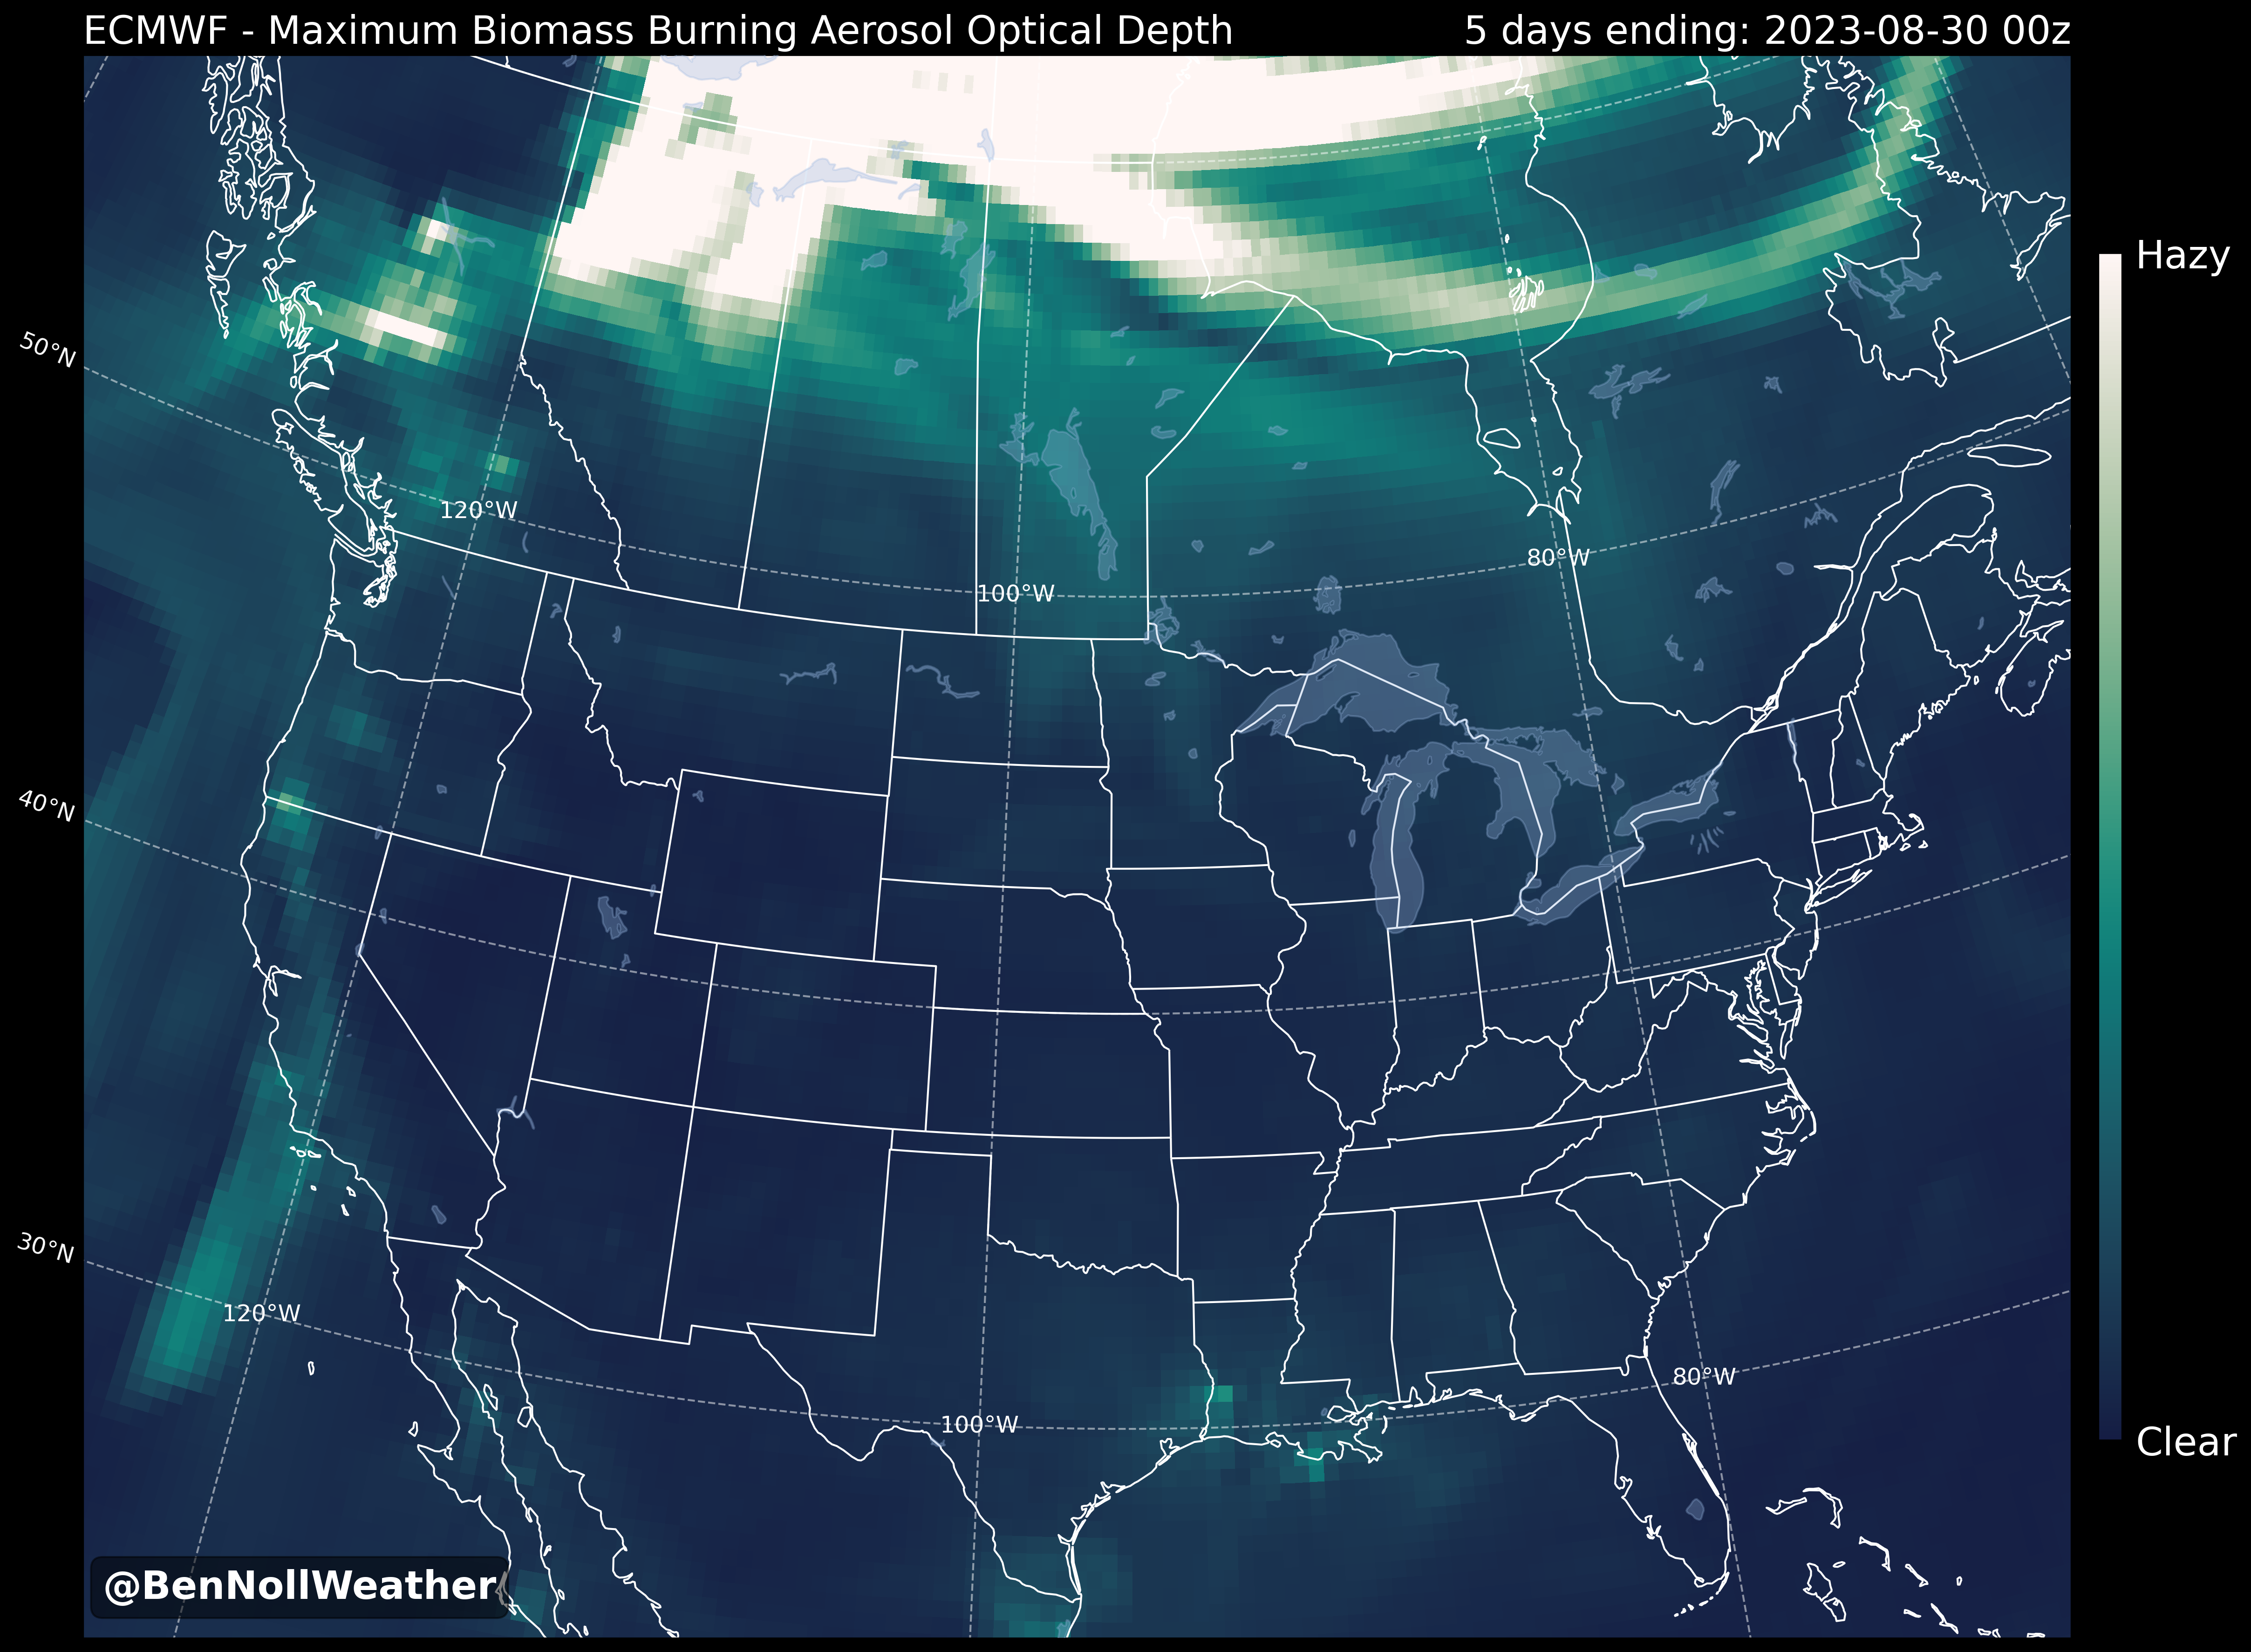 ECMWF - Maximum Biomass Burning Aerosol Optical Depth
5 days ending: 2023-08-30 00z
Hazy
50°N
120°W
80°W
100°W
40°N
30°N
120°W
80°W
100°W
Clear
@BenNollWeather